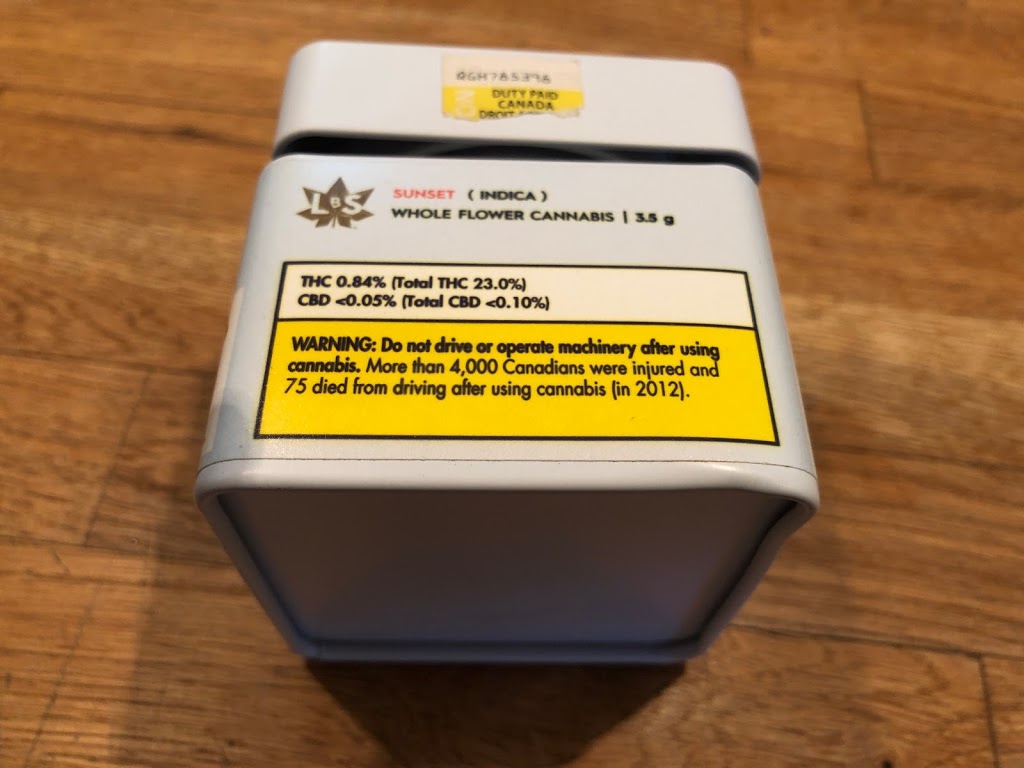 DUTY PAID
CANADA
DROIT
LBS
SUNSET (INDICA)
WHOLE FLOWER CANNABIS | 3.5 g
THC 0.84% (Total THC 23.0%)
CBD <0.05% (Total CBD <0.10%)
WARNING: Do not drive or operate machinery after using
cannabis. More than 4,000 Canadians were injured and
75 died from driving after using cannabis (in 2012).